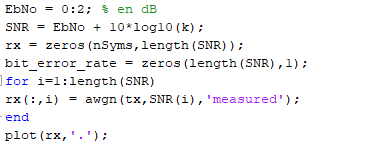 EbNo = 0:2; % en dB
SNR = EbNo + 10*log10(k);
rx = zeros(nSyms,length(SNR));
bit_error_rate = zeros(length(SNR),1);
for i=1:length(SNR)
rx(:,i) = awgn(tx,SNR(i),'measured');
end
plot(rx,'.');